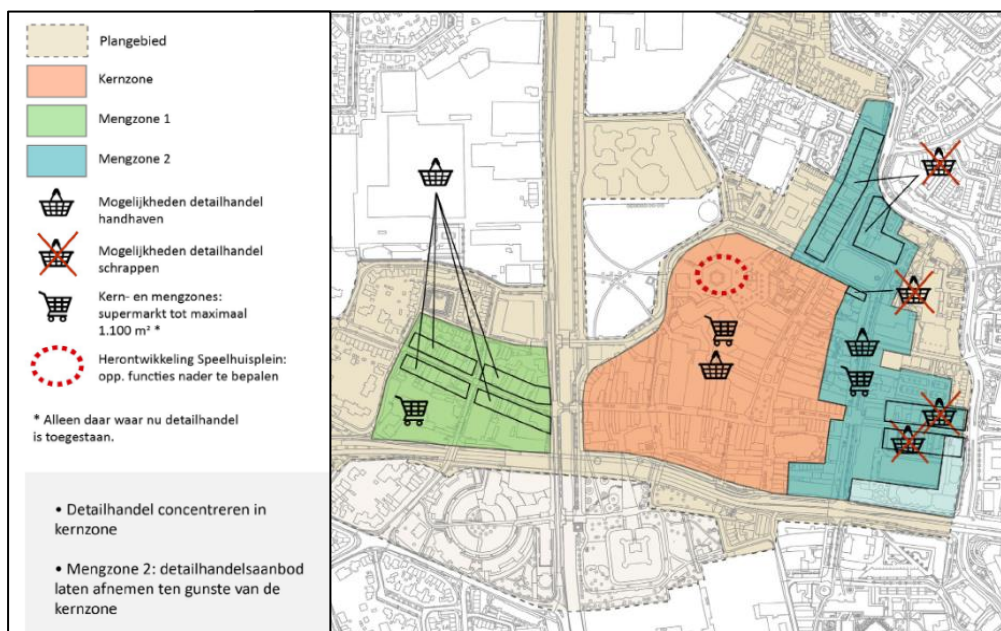 Plangebied
Kernzone
Mengzone 1
Mengzone 2
Mogelijkheden detailhandel
handhaven
Mogelijkheden detailhandel
schrappen
Kern- en mengzones:
supermarkt tot maximaal
1.100 m² *
Herontwikkeling Speelhuisplein:
opp. functies nader te bepalen
* Alleen daar waar nu detailhandel
is toegestaan.
• Detailhandel concentreren in
kernzone
• Mengzone 2: detailhandelsaanbod
laten afnemen ten gunste van de
kernzone